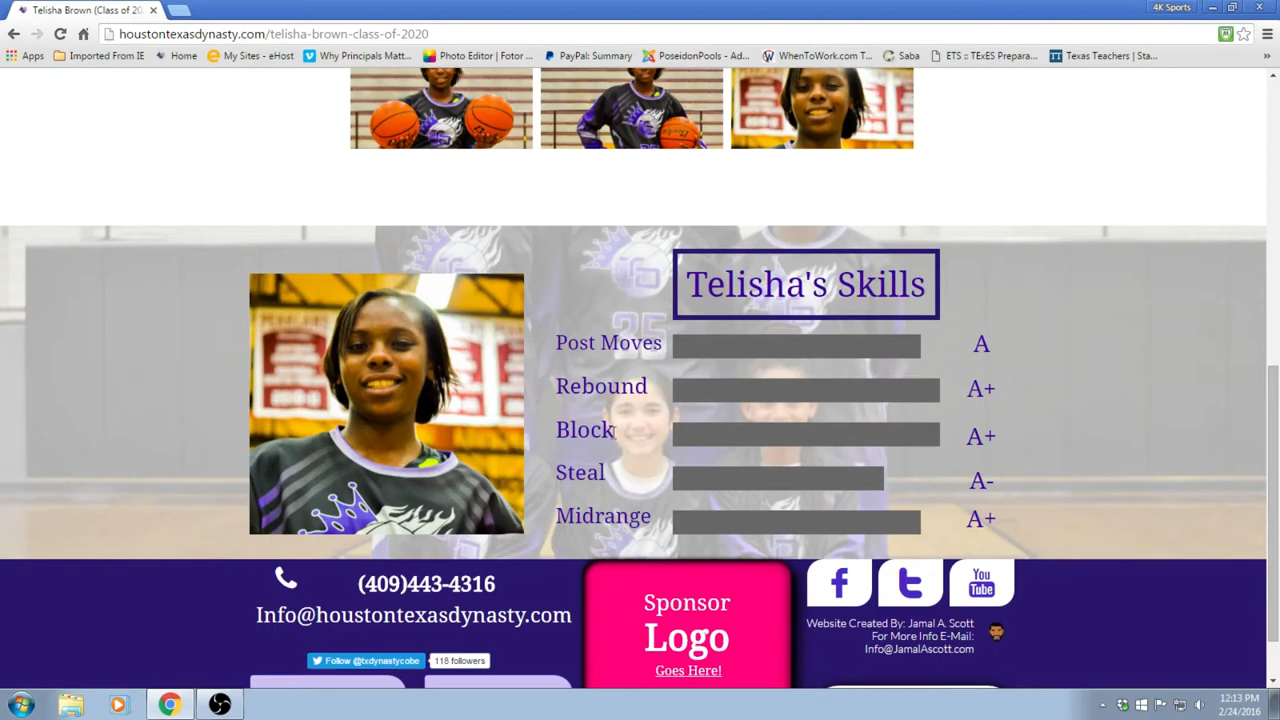 Telisha Brown (Class of 20
4K Sports
houstontexasdynasty.com/telisha-brown-class-of-2020
Apps
Imported From IE
Home
My Sites - eHost
Why Principals Matt...
Photo Editor | Fotor ...
PayPal: Summary
PoseidonPools - Ad...
WhenToWork.com T...
Saba
ETS :: TExES Prepara...
Texas Teachers | Sta...
»
Telisha's Skills
Post Moves A
Rebound A+
Block A+
Steal A-
Midrange A+
(409)443-4316
Info@houstontexasdynasty.com
Follow @txdynastycobe 118 followers
Sponsor
Logo
Goes Here!
You
Tube
Website Created By: Jamal A. Scott
For More Info E-Mail:
Info@JamalAscott.com
12:13 PM
2/24/2016